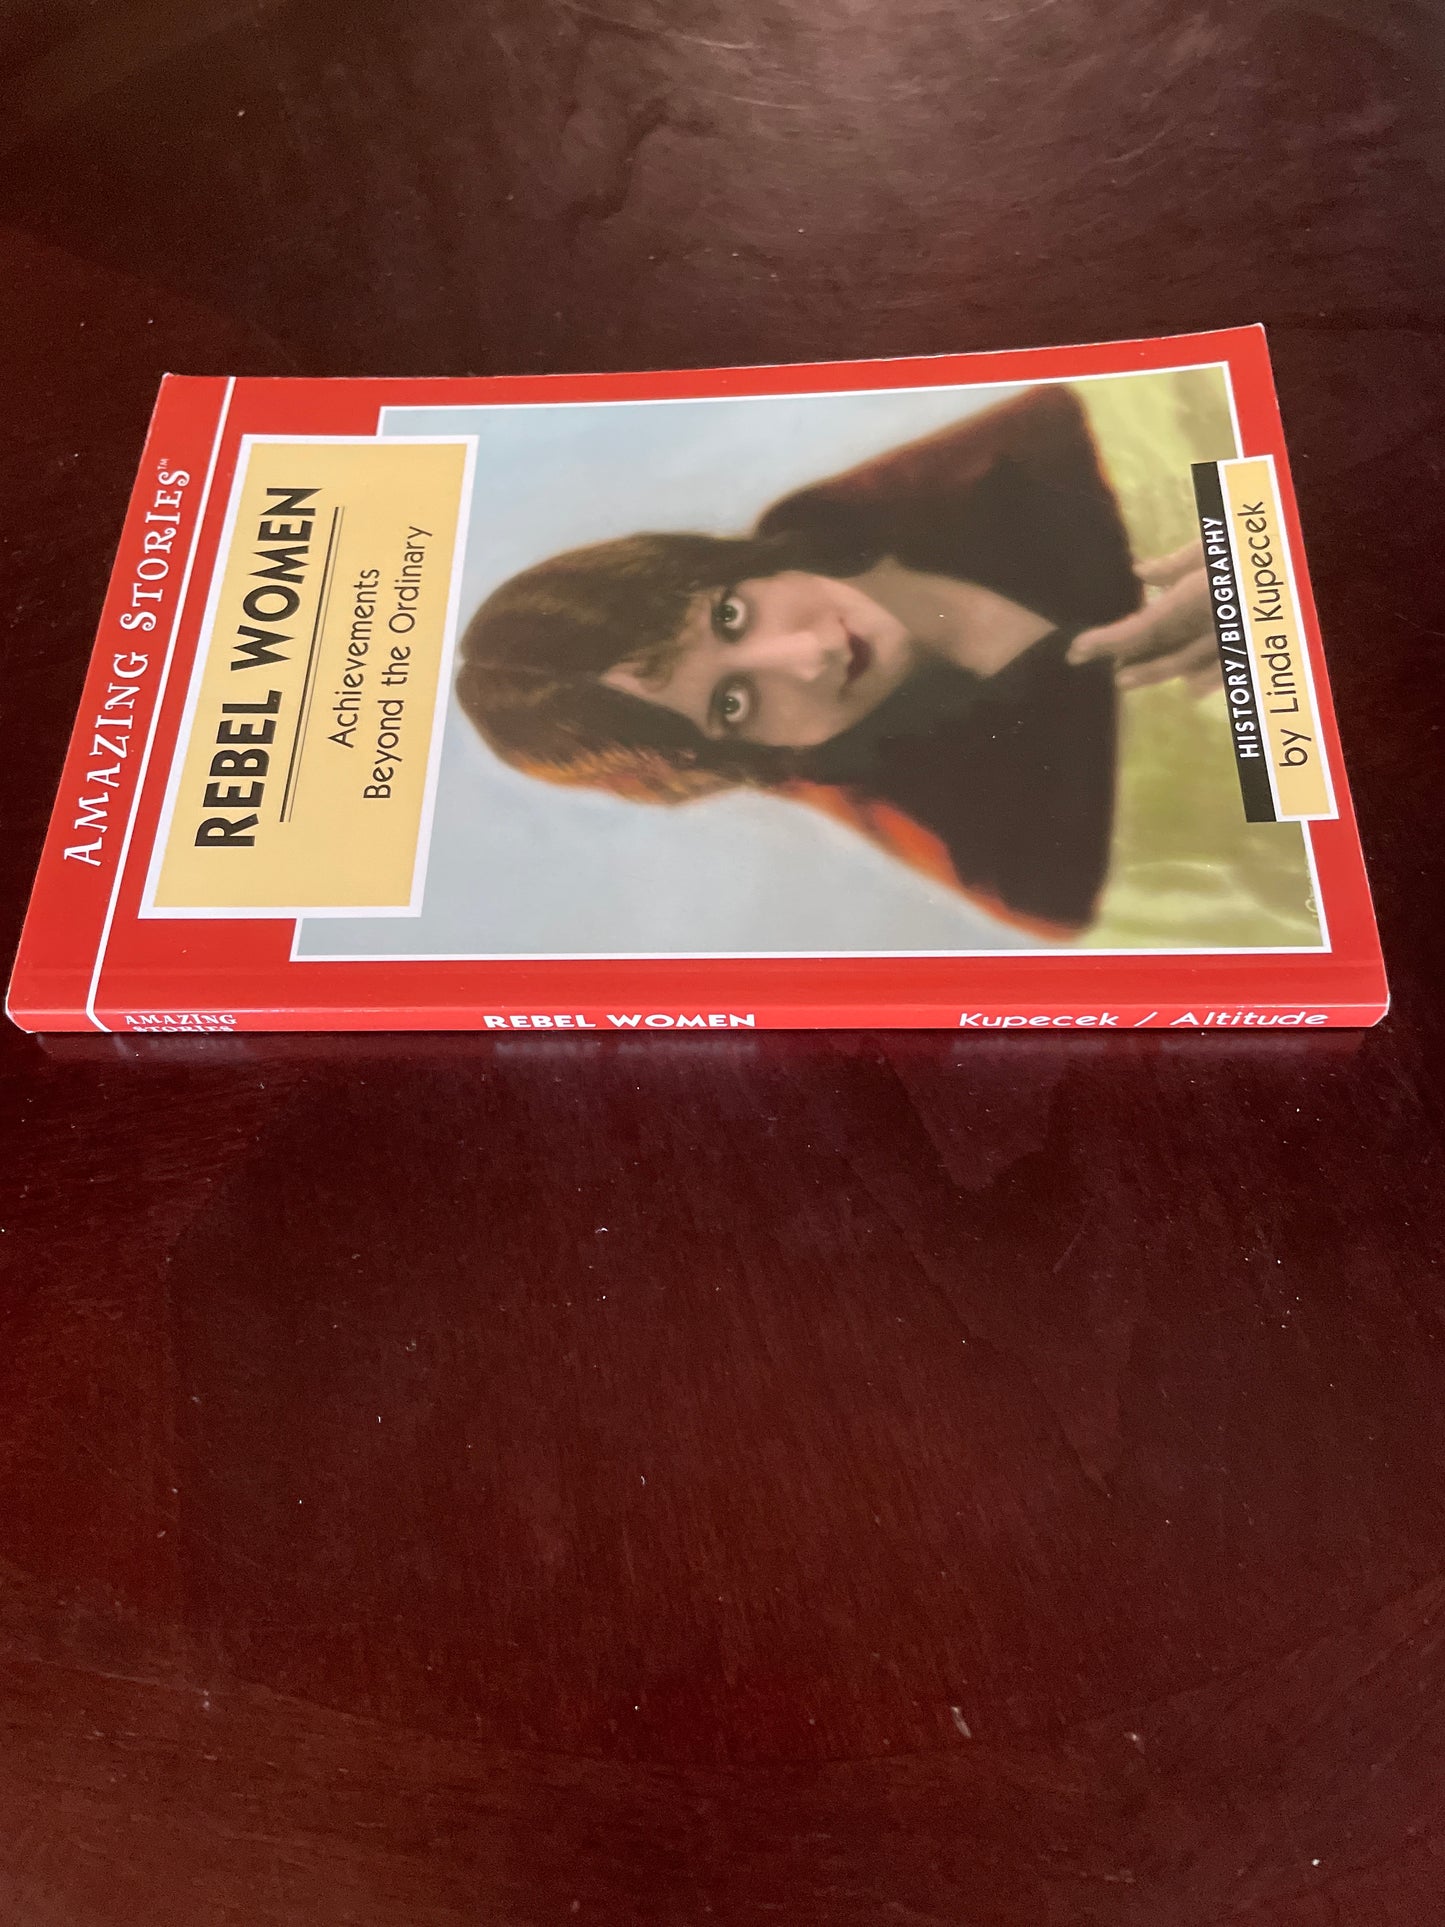 AMAZING STORIES™
REBEL WOMEN
Achievements
Beyond the Ordinary
HISTORY/BIOGRAPHY
by Linda Kupecek
AMAZING
STORIES
REBEL WOMEN
Kupecek / Altitude